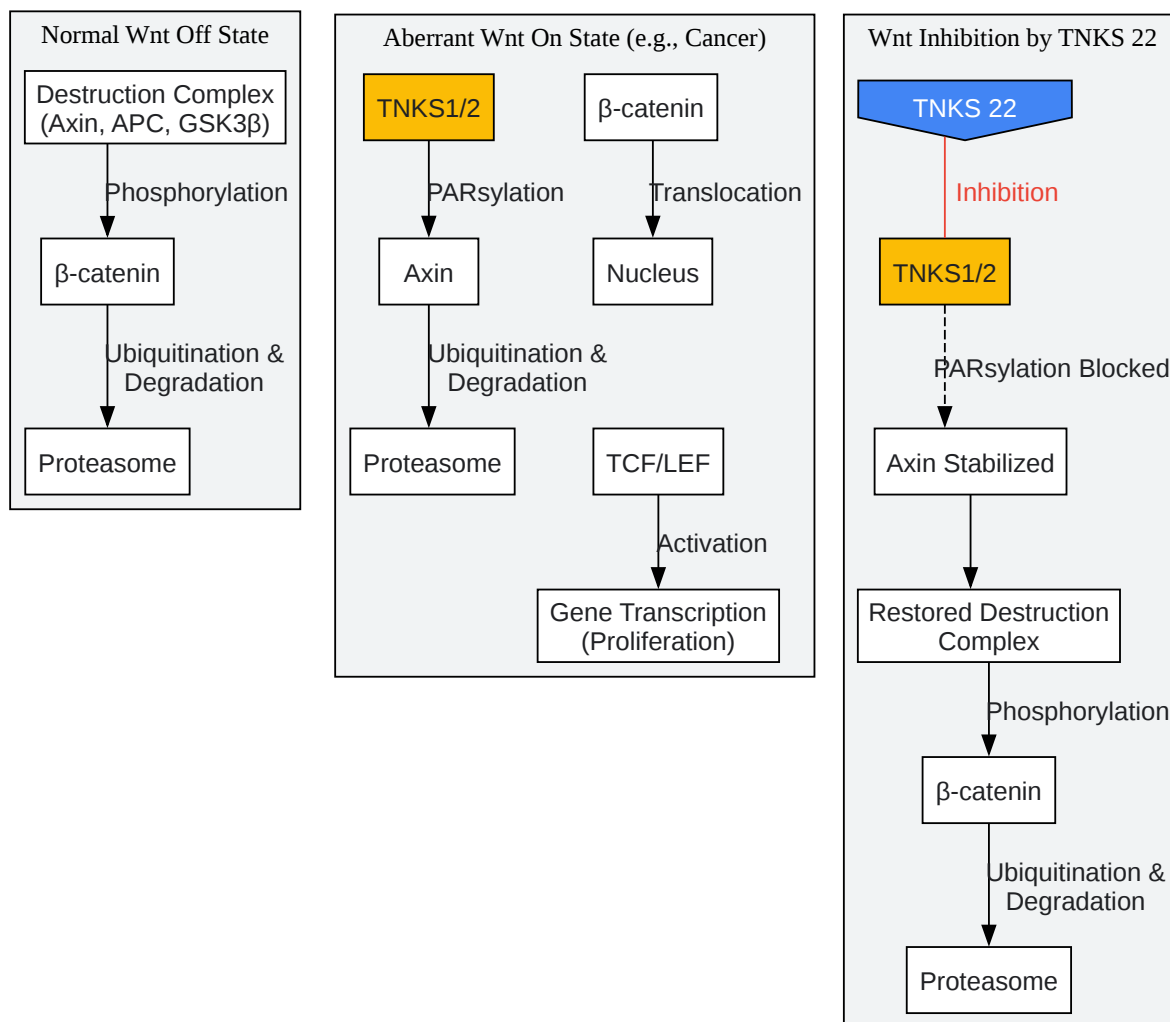 Normal Wnt Off State
Destruction Complex
(Axin, APC, GSK3β)
Phosphorylation
β-catenin
Ubiquitination &
Degradation
Proteasome
Aberrant Wnt On State (e.g., Cancer)
TNKS1/2
PARsylation
Axin
Ubiquitination &
Degradation
Proteasome
β-catenin
Translocation
Nucleus
TCF/LEF
Activation
Gene Transcription
(Proliferation)
Wnt Inhibition by TNKS 22
TNKS 22
Inhibition
TNKS1/2
PARsylation Blocked
Axin Stabilized
Restored Destruction
Complex
Phosphorylation
β-catenin
Ubiquitination &
Degradation
Proteasome